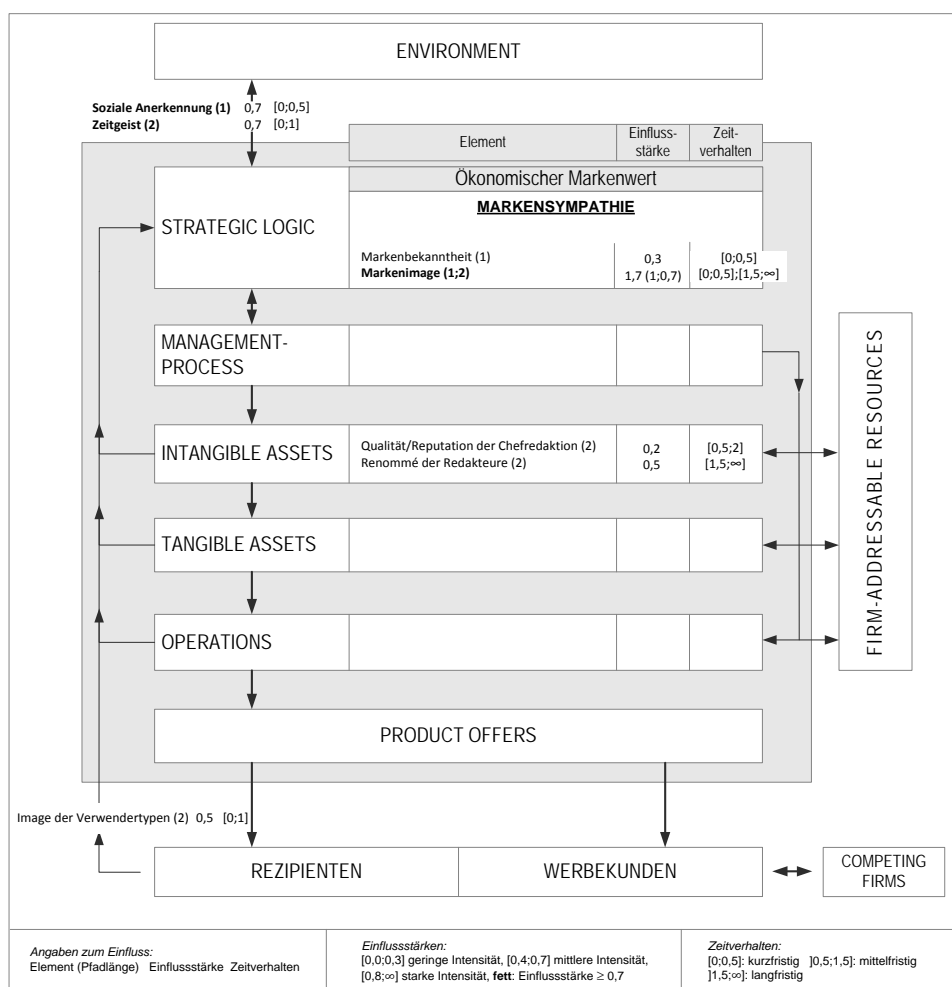 ENVIRONMENT
Soziale Anerkennung (1) 0,7 [0;0,5]
Zeitgeist (2) 0,7 [0;1]
Element
Einfluss-
stärke
Zeit-
verhalten
Ökonomischer Markenwert
STRATEGIC LOGIC
MARKENSYMPATHIE
Markenbekanntheit (1) 0,3 [0;0,5]
Markenimage (1;2) 1,7 (1;0,7) [0;0,5];[1,5;∞]
MANAGEMENT-
PROCESS
INTANGIBLE ASSETS
Qualität/Reputation der Chefredaktion (2) 0,2 [0,5;2]
Renommé der Redakteure (2) 0,5 [1,5;∞]
TANGIBLE ASSETS
OPERATIONS
FIRM-ADDRESSABLE RESOURCES
PRODUCT OFFERS
Image der Verwendertypen (2) 0,5 [0;1]
REZIPIENTEN
WERBEKUNDEN
COMPETING
FIRMS
Angaben zum Einfluss:
Element (Pfadlänge) Einflussstärke Zeitverhalten
Einflussstärken:
[0,0;0,3] geringe Intensität, [0,4;0,7] mittlere Intensität,
[0,8;∞] starke Intensität, fett: Einflussstärke ≥ 0,7
Zeitverhalten:
[0;0,5]: kurzfristig ]0,5;1,5]: mittelfristig
]1,5;∞]: langfristig